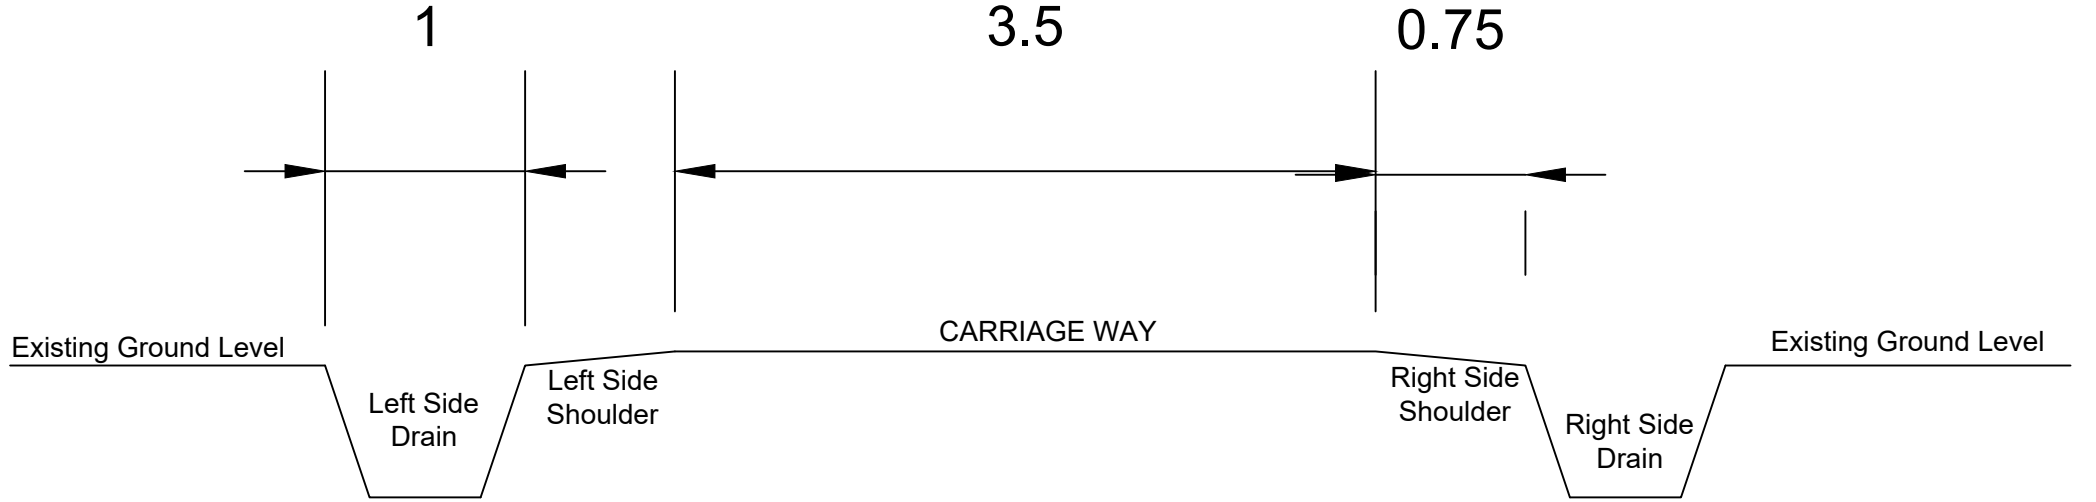 1
3.5
0.75
CARRIAGE WAY
Existing Ground Level
Existing Ground Level
Left Side
Shoulder
Right Side
Shoulder
Left Side
Drain
Right Side
Drain